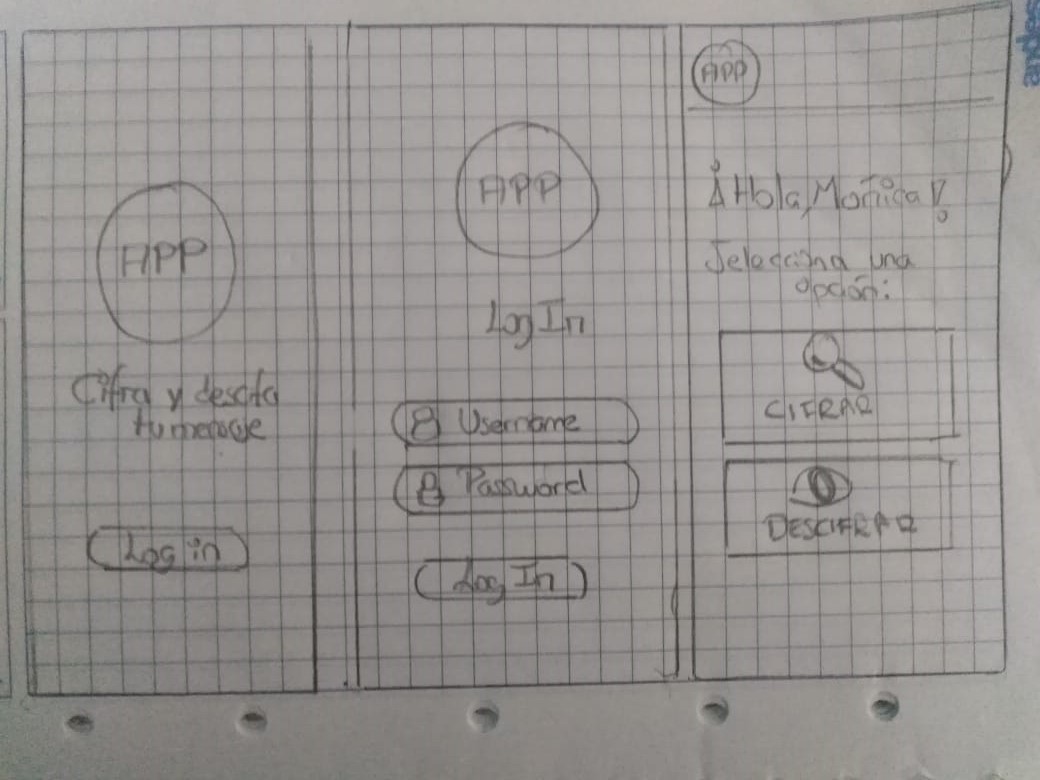 APP
Cifra y descifra
tu mensaje
Log in
APP
Log In
Username
Password
Log In
APP
¡Hola, Mónica!
Selecciona una
opción:
CIFRAR
DESCIFRAR